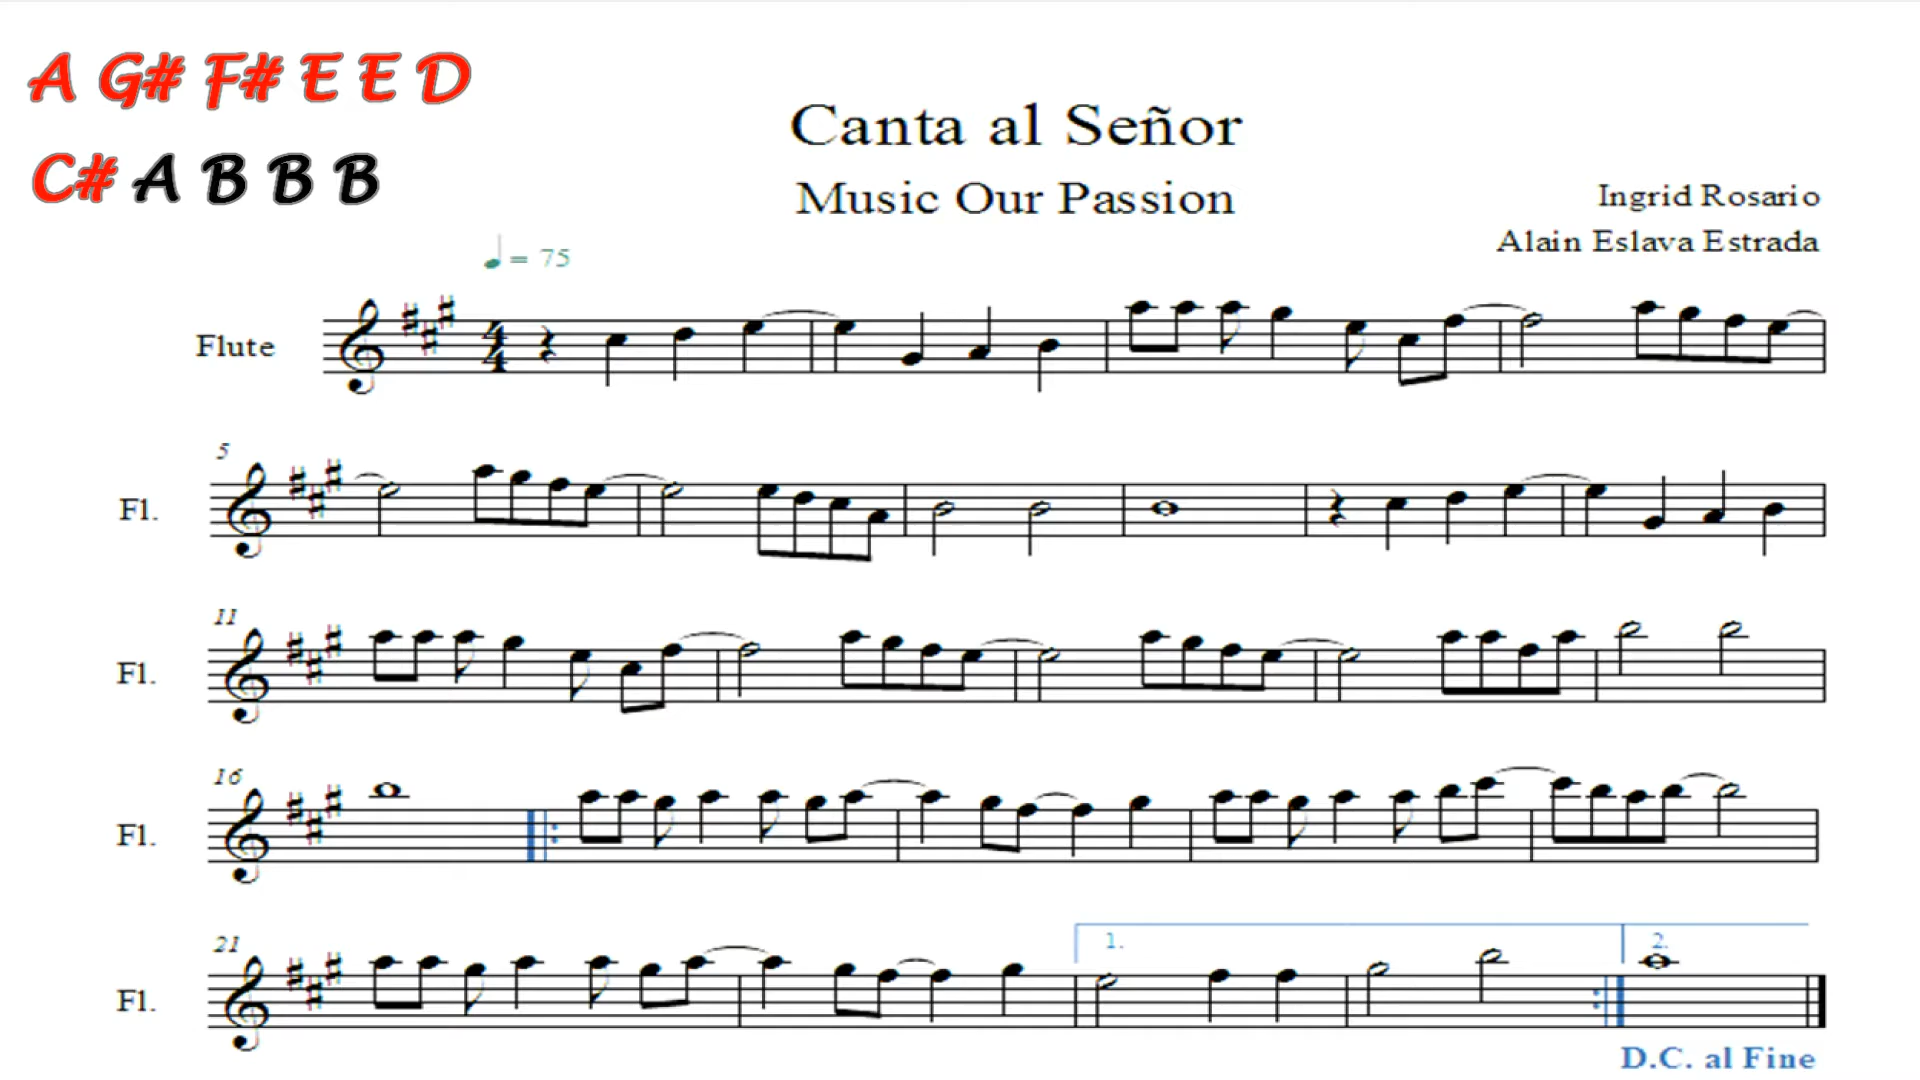 A G# F# E E D
C# A B B B
Canta al Señor
Music Our Passion
Ingrid Rosario
Alain Eslava Estrada
= 75
Flute
5
Fl.
11
Fl.
16
Fl.
21
1.
2.
Fl.
D.C. al Fine